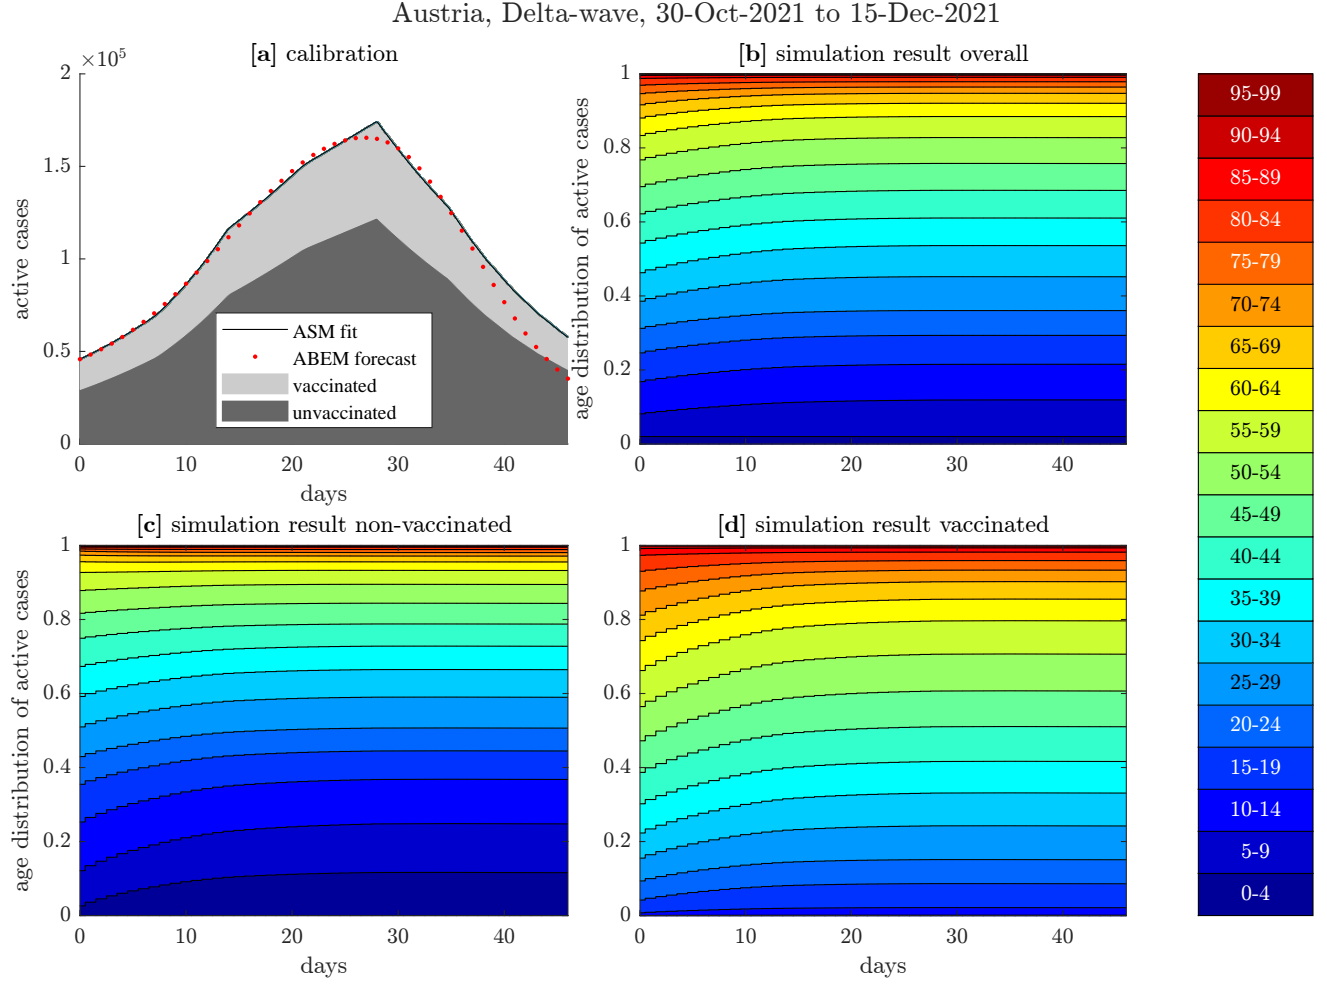 Austria, Delta-wave, 30-Oct-2021 to 15-Dec-2021
[a] calibration
×10⁵
2
1.5
1
0.5
0
active cases
0 10 20 30 40
days
ASM fit
ABEM forecast
vaccinated
unvaccinated
[b] simulation result overall
1
0.8
0.6
0.4
0.2
0
age distribution of active cases
0 10 20 30 40
[c] simulation result non-vaccinated
1
0.8
0.6
0.4
0.2
0
age distribution of active cases
0 10 20 30 40
days
[d] simulation result vaccinated
1
0.8
0.6
0.4
0.2
0
0 10 20 30 40
days
95-99
90-94
85-89
80-84
75-79
70-74
65-69
60-64
55-59
50-54
45-49
40-44
35-39
30-34
25-29
20-24
15-19
10-14
5-9
0-4